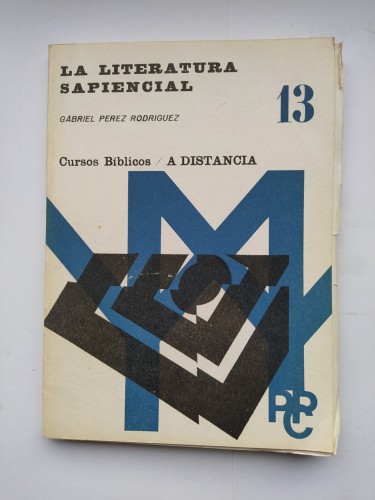 LA LITERATURA
SAPIENCIAL
GABRIEL PEREZ RODRIGUEZ
13
Cursos Bíblicos / A DISTANCIA
PPC